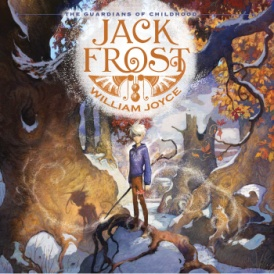 THE GUARDIANS OF CHILDHOOD
JACK
FROST
WILLIAM JOYCE